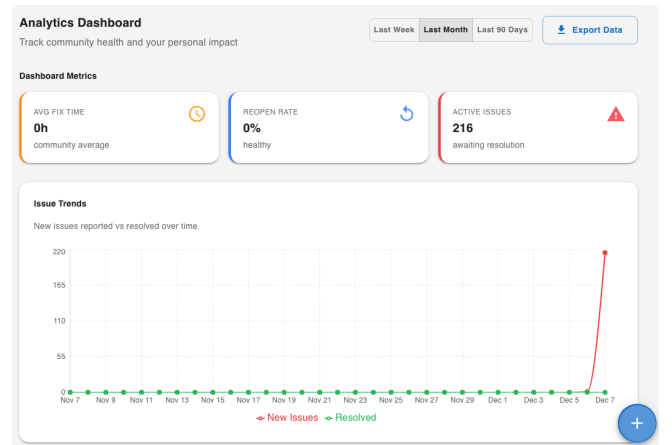 Analytics Dashboard
Track community health and your personal impact
Last Week
Last Month
Last 90 Days
Export Data
Dashboard Metrics
AVG FIX TIME
0h
community average
REOPEN RATE
0%
healthy
ACTIVE ISSUES
216
awaiting resolution
Issue Trends
New issues reported vs resolved over time
220
165
110
55
0
Nov 7 Nov 9 Nov 11 Nov 13 Nov 15 Nov 17 Nov 19 Nov 21 Nov 23 Nov 25 Nov 27 Nov 29 Dec 1 Dec 3 Dec 5 Dec 7
New Issues Resolved
+